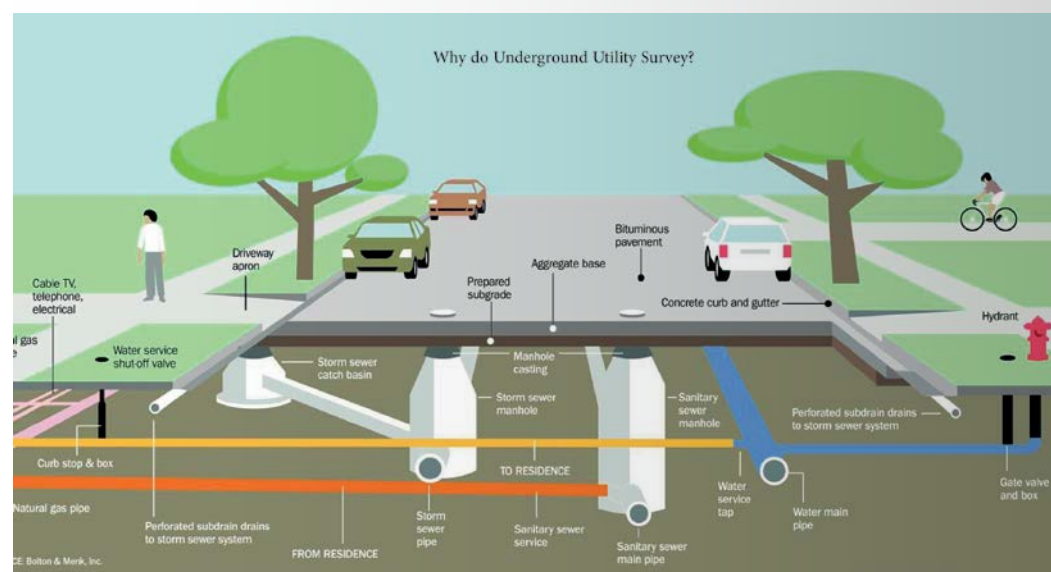 Why do Underground Utility Survey?
Bituminous
pavement
Driveway
apron
Aggregate base
Cable TV,
telephone,
electrical
Prepared
subgrade
Concrete curb and gutter
Hydrant
al gas
e
Water service
shut-off valve
Storm sewer
catch basin
Manhole
casting
Storm sewer
manhole
Sanitary
sewer
manhole
Perforated subdrain drains
to storm sewer system
Curb stop & box
TO RESIDENCE
Water
service
tap
Water main
pipe
Gate valve
and box
Natural gas pipe
Perforated subdrain drains
to storm sewer system
FROM RESIDENCE
Storm
sewer
pipe
Sanitary sewer
service
Sanitary sewer
main pipe
CE: Bolton & Menk, Inc.